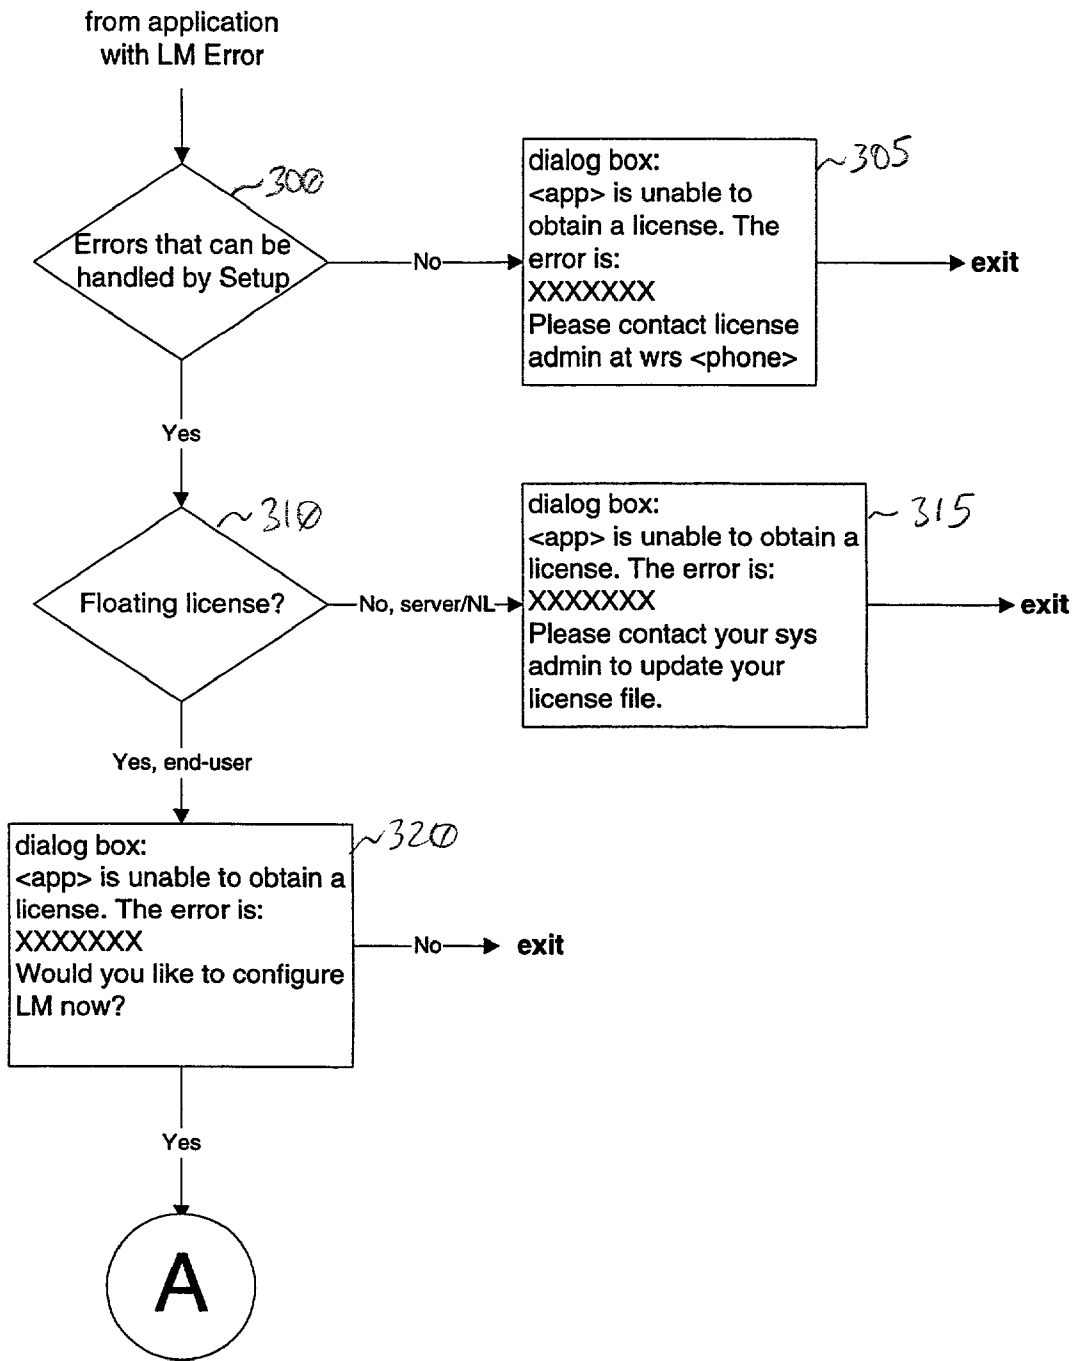 from application
with LM Error
~300
Errors that can be
handled by Setup
No
dialog box:
<app> is unable to
obtain a license. The
error is:
XXXXXXX
Please contact license
admin at wrs <phone>
~305
exit
Yes
~310
Floating license?
No, server/NL
dialog box:
<app> is unable to obtain a
license. The error is:
XXXXXXX
Please contact your sys
admin to update your
license file.
~315
exit
Yes, end-user
dialog box:
<app> is unable to obtain a
license. The error is:
XXXXXXX
Would you like to configure
LM now?
~320
No
exit
Yes
A